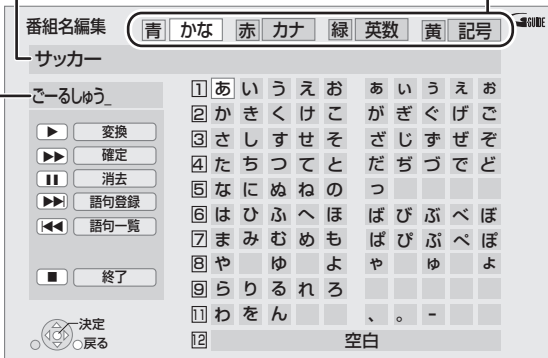 番組名編集 青 かな 赤 カナ 緑 英数 黄 記号 GUIDE
サッカー
ごーるしゅう_
▶ 変換
▶▶ 確定
❚❚ 消去
▶▶| 語句登録
|◀◀ 語句一覧
■ 終了
決定
戻る
1 あ い う え お ぁ ぃ ぅ ぇ ぉ
2 か き く け こ が ぎ ぐ げ ご
3 さ し す せ そ ざ じ ず ぜ ぞ
4 た ち つ て と だ ぢ づ で ど
5 な に ぬ ね の っ
6 は ひ ふ へ ほ ば び ぶ べ ぼ
7 ま み む め も ぱ ぴ ぷ ぺ ぽ
8 や ゆ よ ゃ ゅ ょ
9 ら り る れ ろ
11 わ を ん 、 。 -
12 空白